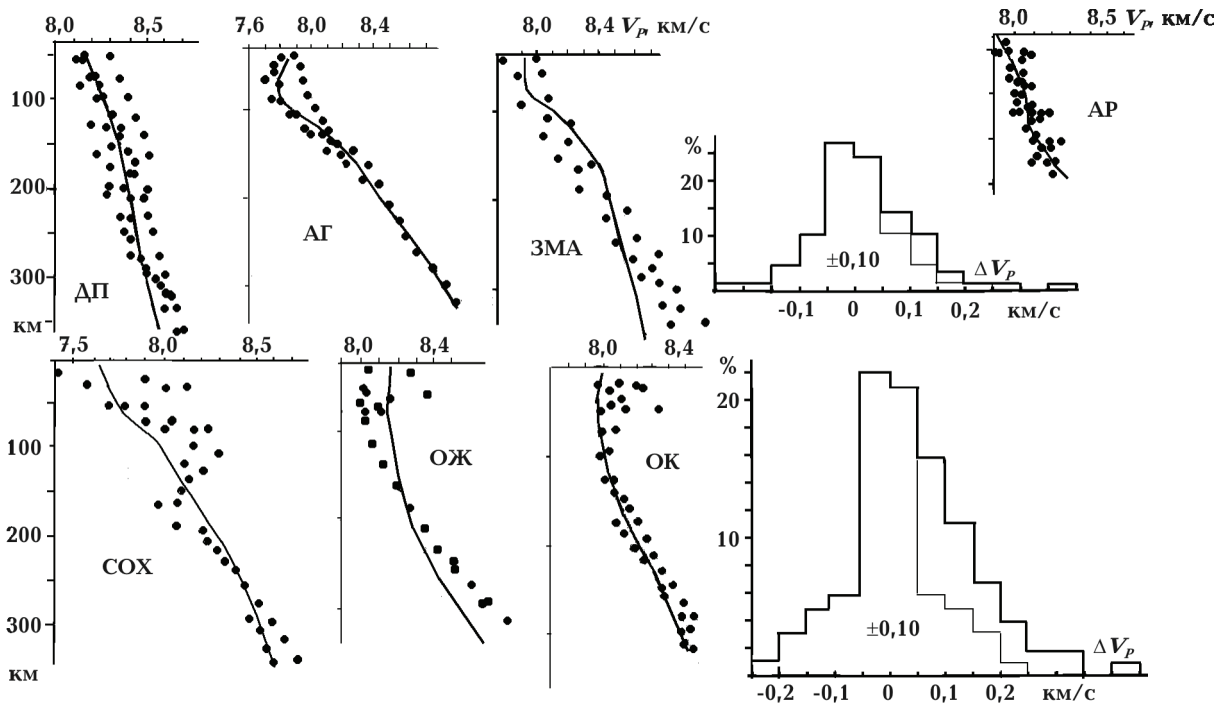 8,0 8,5
7,6 8,0 8,4
8,0 8,4 V_P, км/с
8,0 8,5 V_P, км/с
100
200
300
км
ДП
АГ
ЗМА
АР
%
20
10
±0,10
ΔV_P
-0,1 0 0,1 0,2 км/с
7,5 8,0 8,5
8,0 8,4
8,0 8,4
100
200
300
км
СОХ
ОЖ
ОК
%
20
10
±0,10
ΔV_P
-0,2 -0,1 0 0,1 0,2 км/с